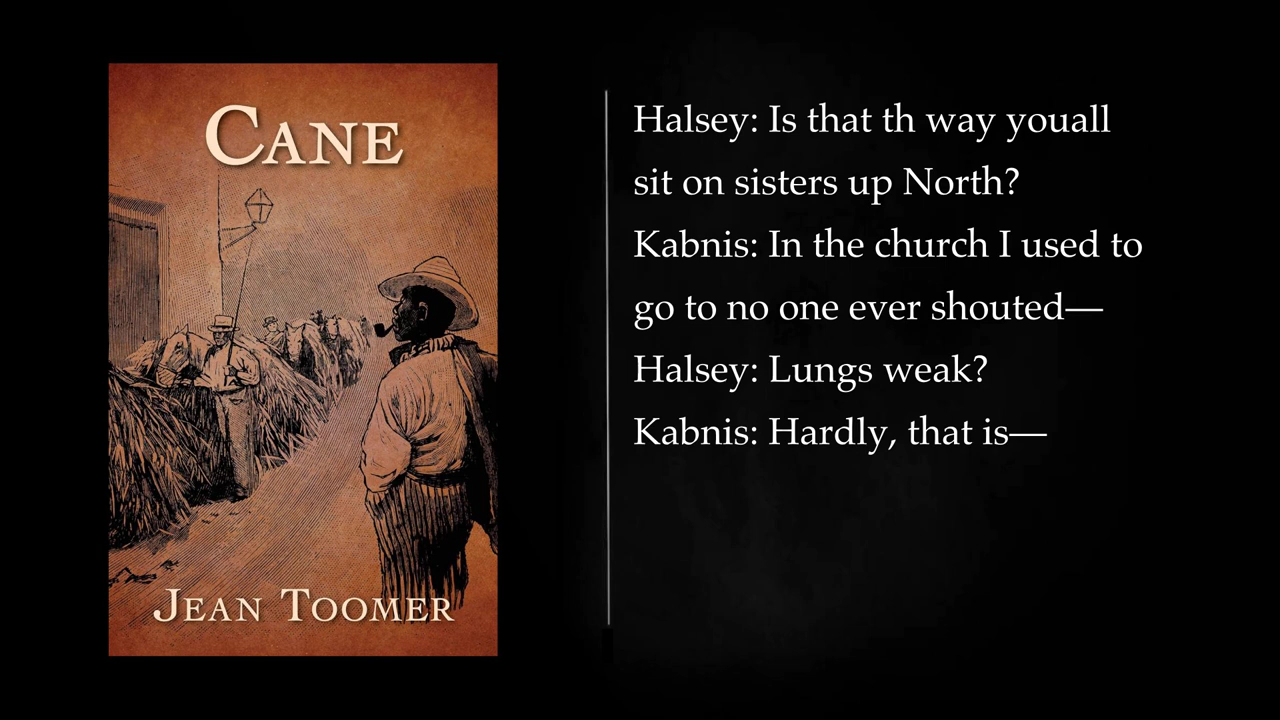 CANE
JEAN TOOMER
Halsey: Is that th way youall
sit on sisters up North?
Kabnis: In the church I used to
go to no one ever shouted—
Halsey: Lungs weak?
Kabnis: Hardly, that is—